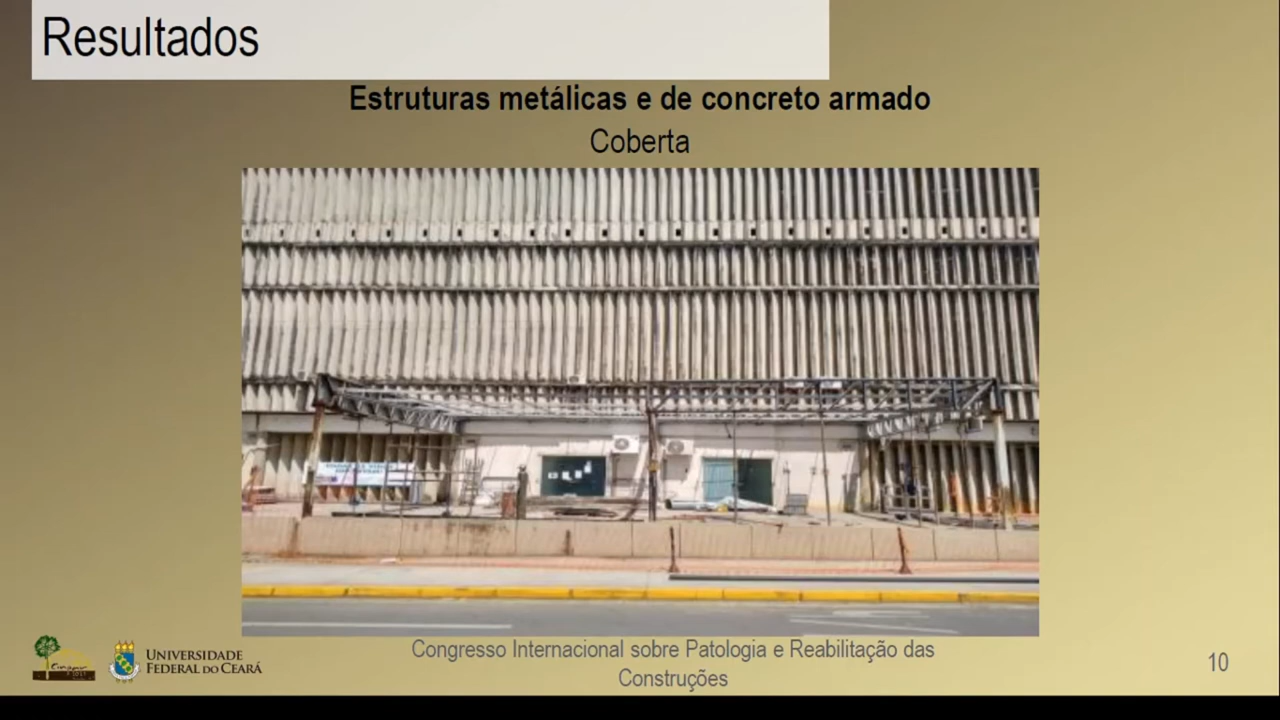 Resultados
Estruturas metálicas e de concreto armado
Coberta
UNIVERSIDADE
FEDERAL DO CEARÁ
Congresso Internacional sobre Patologia e Reabilitação das
Construções
10